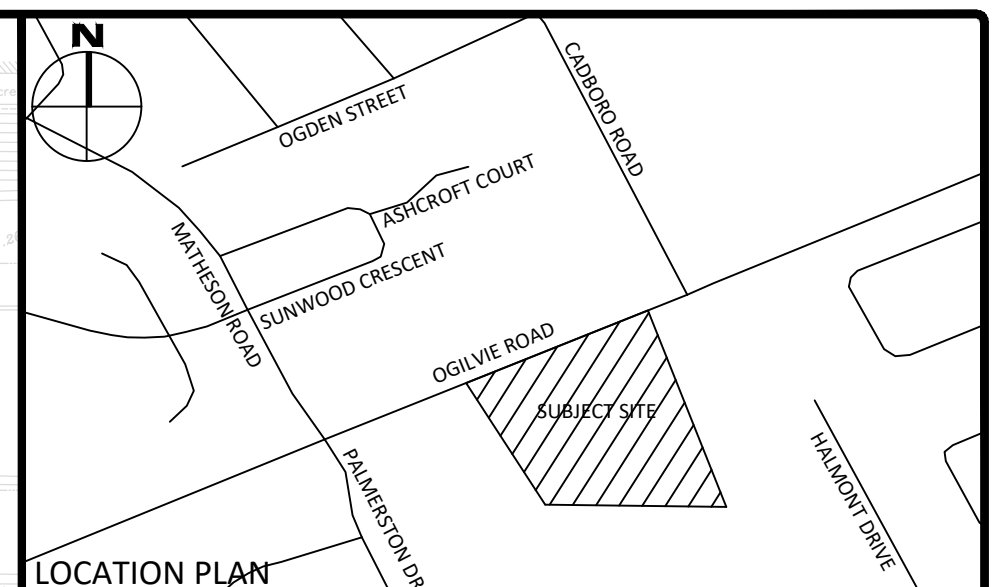 N
OGDEN STREET
CADBORO ROAD
ASHCROFT COURT
MATHESON ROAD
SUNWOOD CRESCENT
OGILVIE ROAD
SUBJECT SITE
HALMONT DRIVE
PALMERSTON DR
LOCATION PLAN